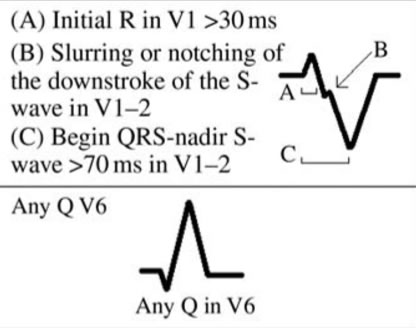 (A) Initial R in V1 >30 ms
(B) Slurring or notching of
the downstroke of the S-
wave in V1–2
(C) Begin QRS-nadir S-
wave >70 ms in V1–2
A
B
C
Any Q V6
Any Q in V6